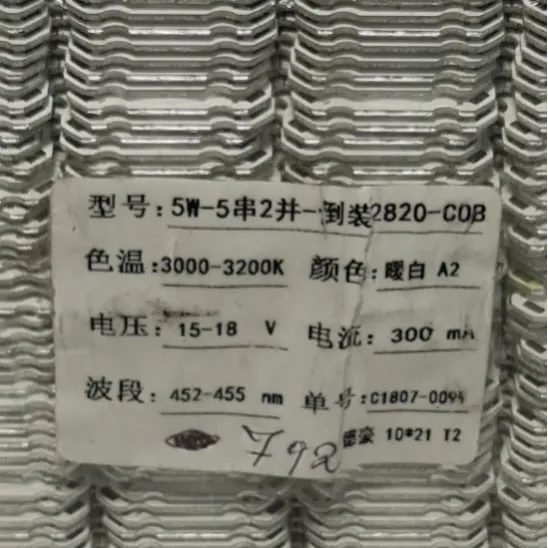 型号：5W-5串2并-倒装2820-COB
色温：3000-3200K 颜色：暖白 A2
电压：15-18 V 电流：300 mA
波段：452-455 nm 单号：C1807-0094
792 德豪 10*21 T2